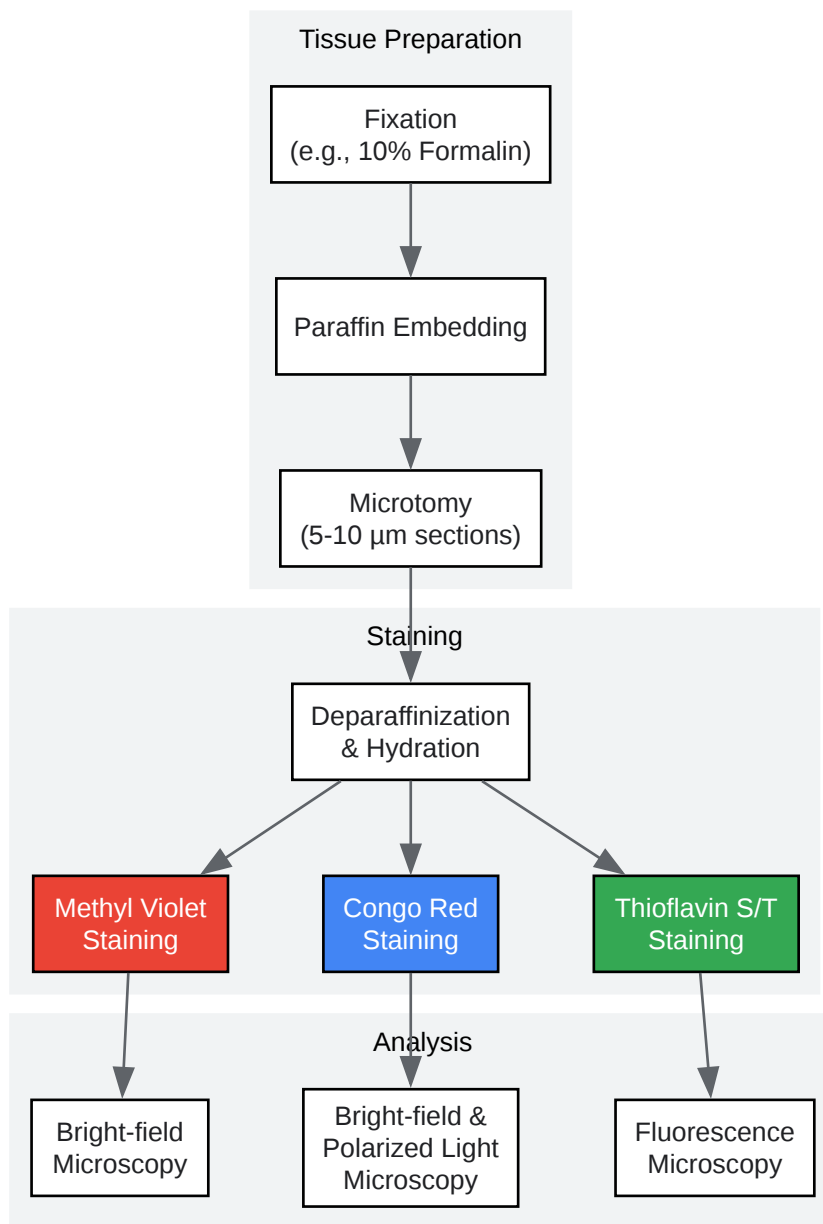 Tissue Preparation
Fixation
(e.g., 10% Formalin)
Paraffin Embedding
Microtomy
(5-10 µm sections)
Staining
Deparaffinization
& Hydration
Methyl Violet
Staining
Congo Red
Staining
Thioflavin S/T
Staining
Analysis
Bright-field
Microscopy
Bright-field &
Polarized Light
Microscopy
Fluorescence
Microscopy